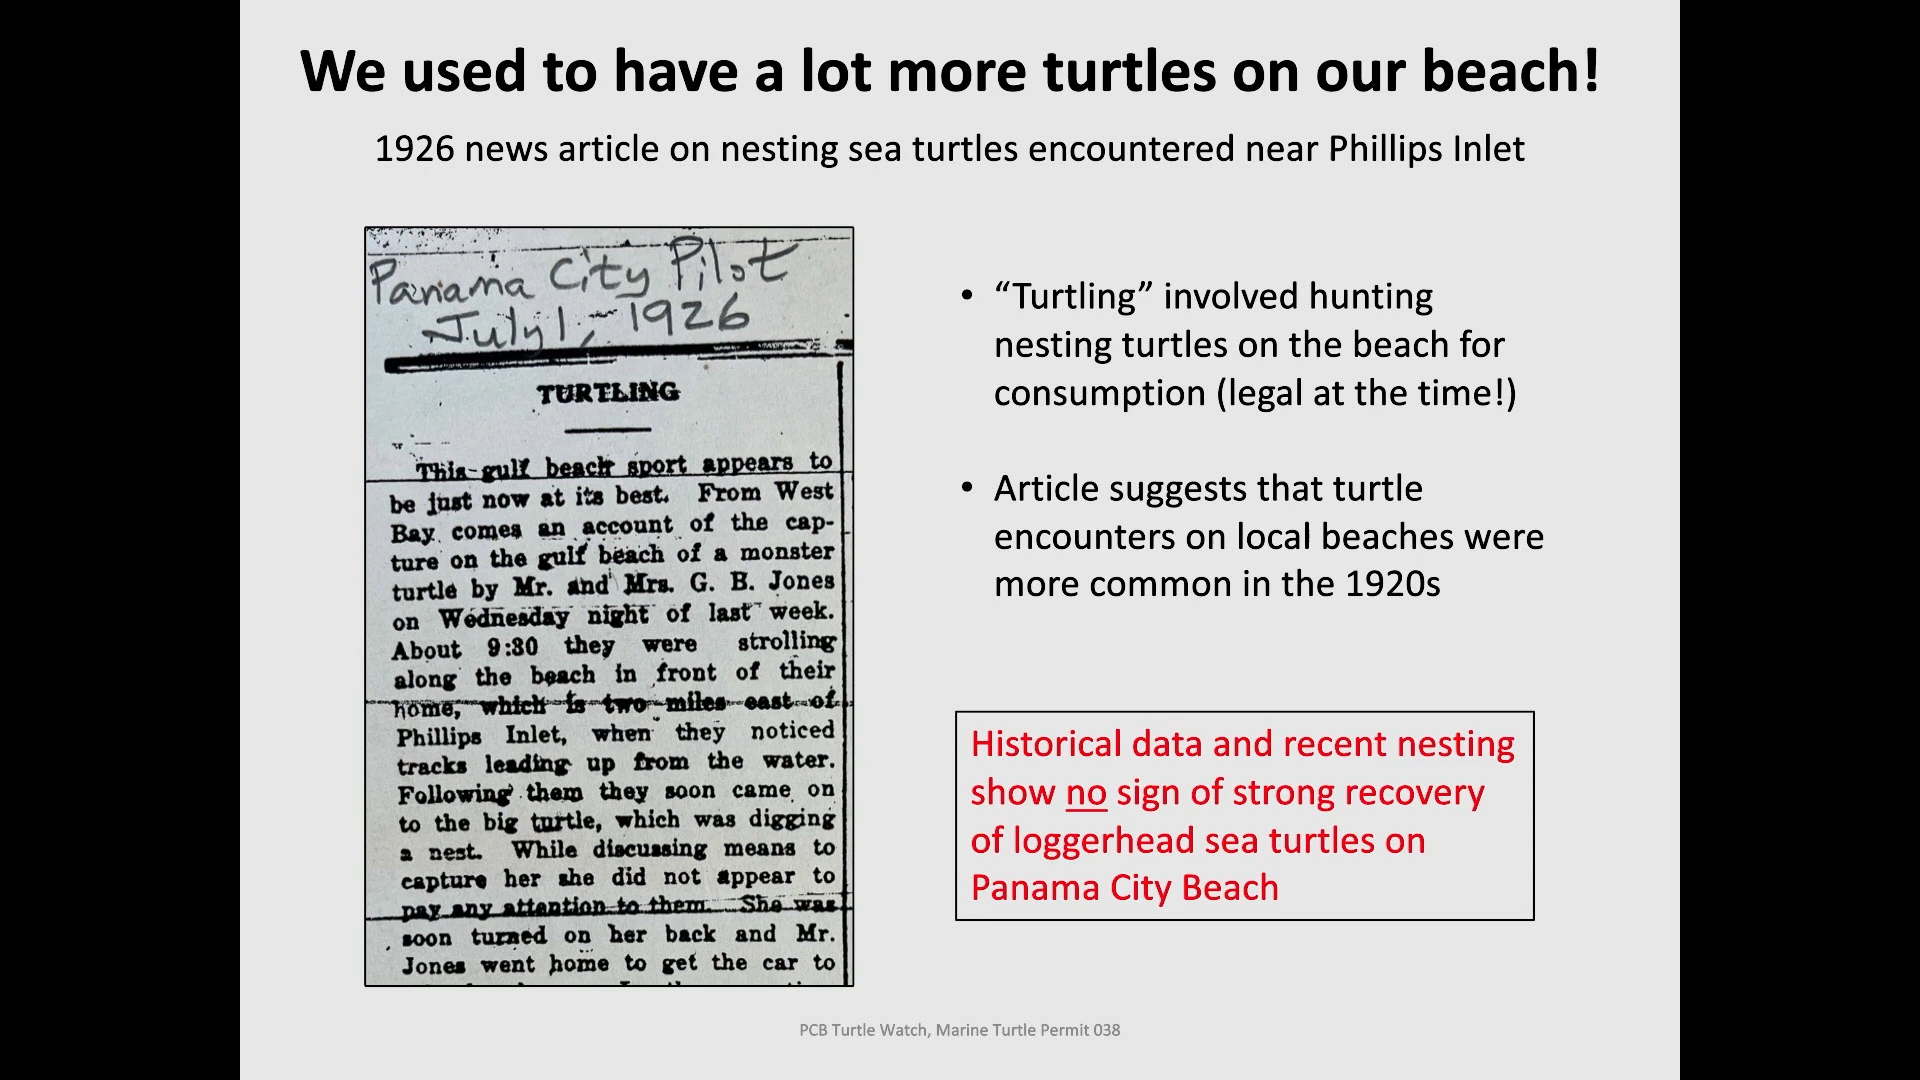 We used to have a lot more turtles on our beach!
1926 news article on nesting sea turtles encountered near Phillips Inlet
Panama City Pilot
July 1, 1926
TURTLING
This gulf beach sport appears to
be just now at its best. From West
Bay comes an account of the cap-
ture on the gulf beach of a monster
turtle by Mr. and Mrs. G. B. Jones
on Wednesday night of last week.
About 9:30 they were strolling
along the beach in front of their
home, which is two miles east of
Phillips Inlet, when they noticed
tracks leading up from the water.
Following them they soon came on
to the big turtle, which was digging
a nest. While discussing means to
capture her she did not appear to
pay any attention to them. She was
soon turned on her back and Mr.
Jones went home to get the car to
• “Turtling” involved hunting
nesting turtles on the beach for
consumption (legal at the time!)
• Article suggests that turtle
encounters on local beaches were
more common in the 1920s
Historical data and recent nesting
show no sign of strong recovery
of loggerhead sea turtles on
Panama City Beach
PCB Turtle Watch, Marine Turtle Permit 038